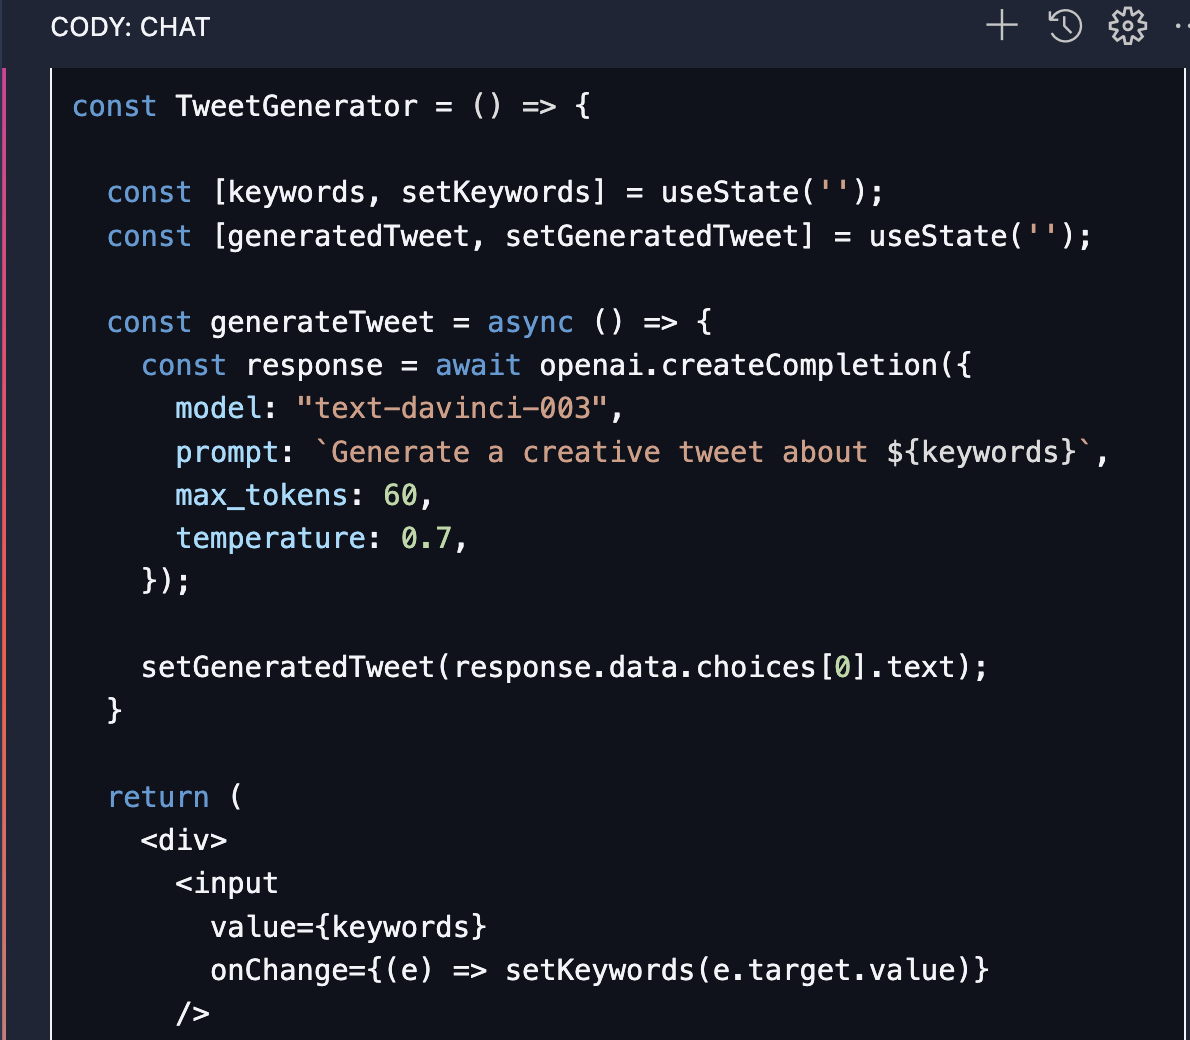 CODY: CHAT
const TweetGenerator = () => {
const [keywords, setKeywords] = useState('');
const [generatedTweet, setGeneratedTweet] = useState('');
const generateTweet = async () => {
const response = await openai.createCompletion({
model: "text-davinci-003",
prompt: `Generate a creative tweet about ${keywords}`,
max_tokens: 60,
temperature: 0.7,
});
setGeneratedTweet(response.data.choices[0].text);
}
return (
<div>
<input
value={keywords}
onChange={(e) => setKeywords(e.target.value)}
/>